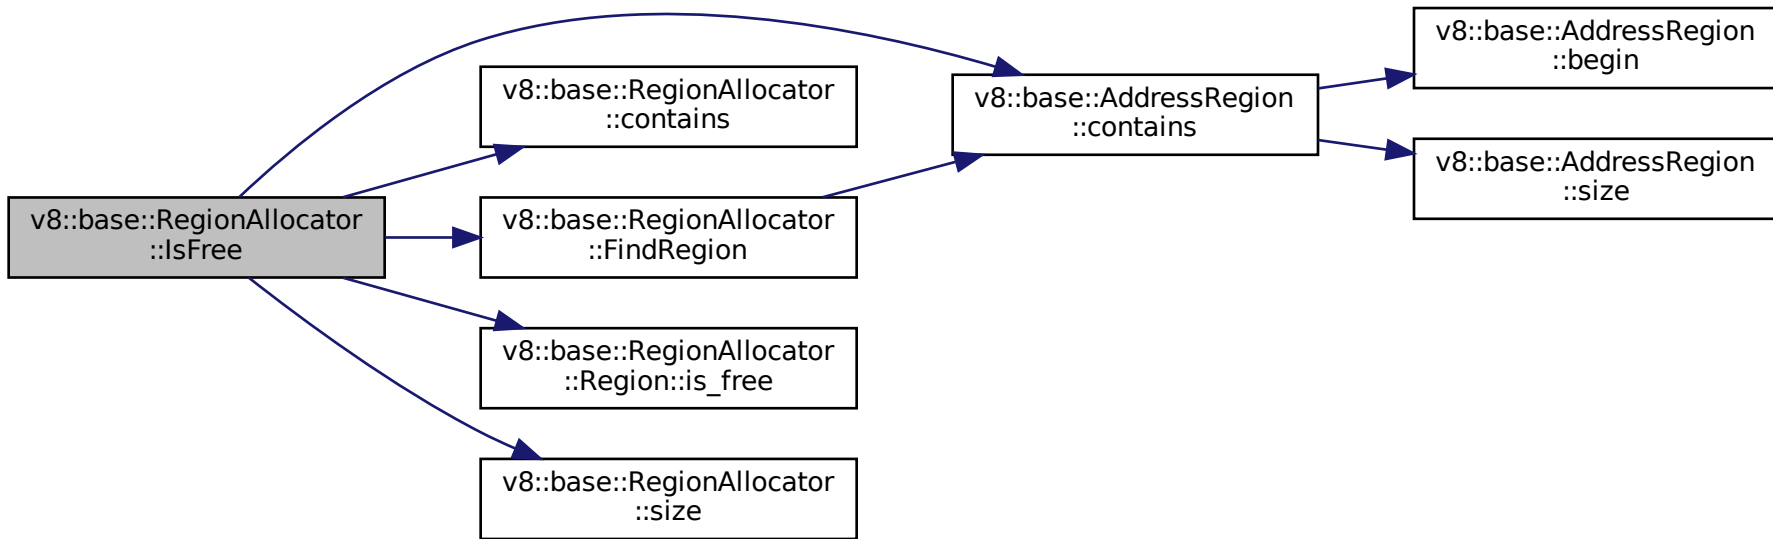 v8::base::RegionAllocator
::IsFree
v8::base::RegionAllocator
::contains
v8::base::RegionAllocator
::FindRegion
v8::base::RegionAllocator
::Region::is_free
v8::base::RegionAllocator
::size
v8::base::AddressRegion
::contains
v8::base::AddressRegion
::begin
v8::base::AddressRegion
::size